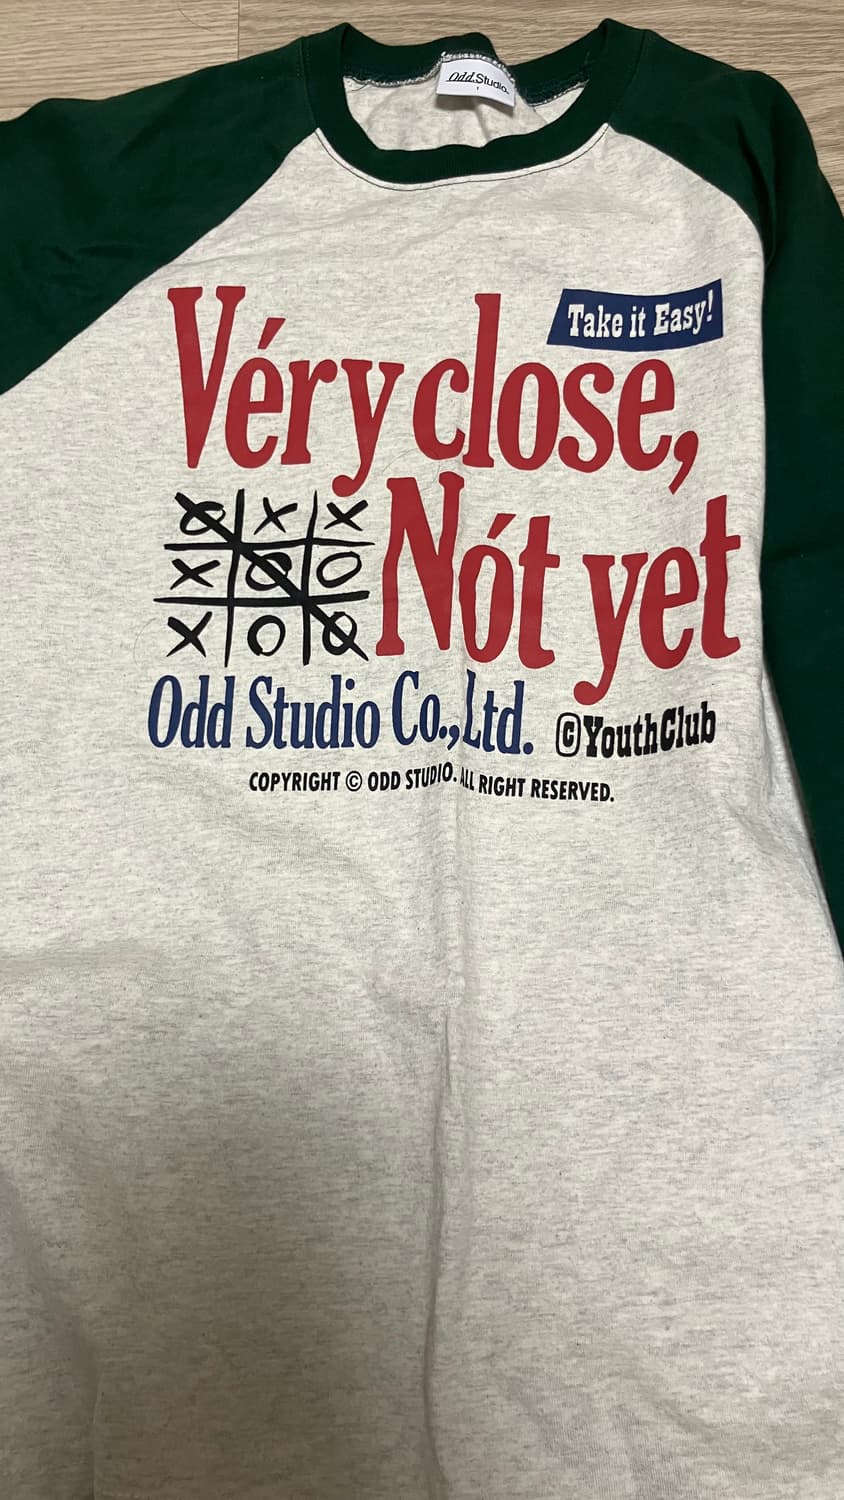 Odd Studio.
1
Take it Easy!
Véry close,
O X X
Nót yet
X O O
X O O
Odd Studio Co.,Ltd. ©YouthClub
COPYRIGHT © ODD STUDIO. ALL RIGHT RESERVED.